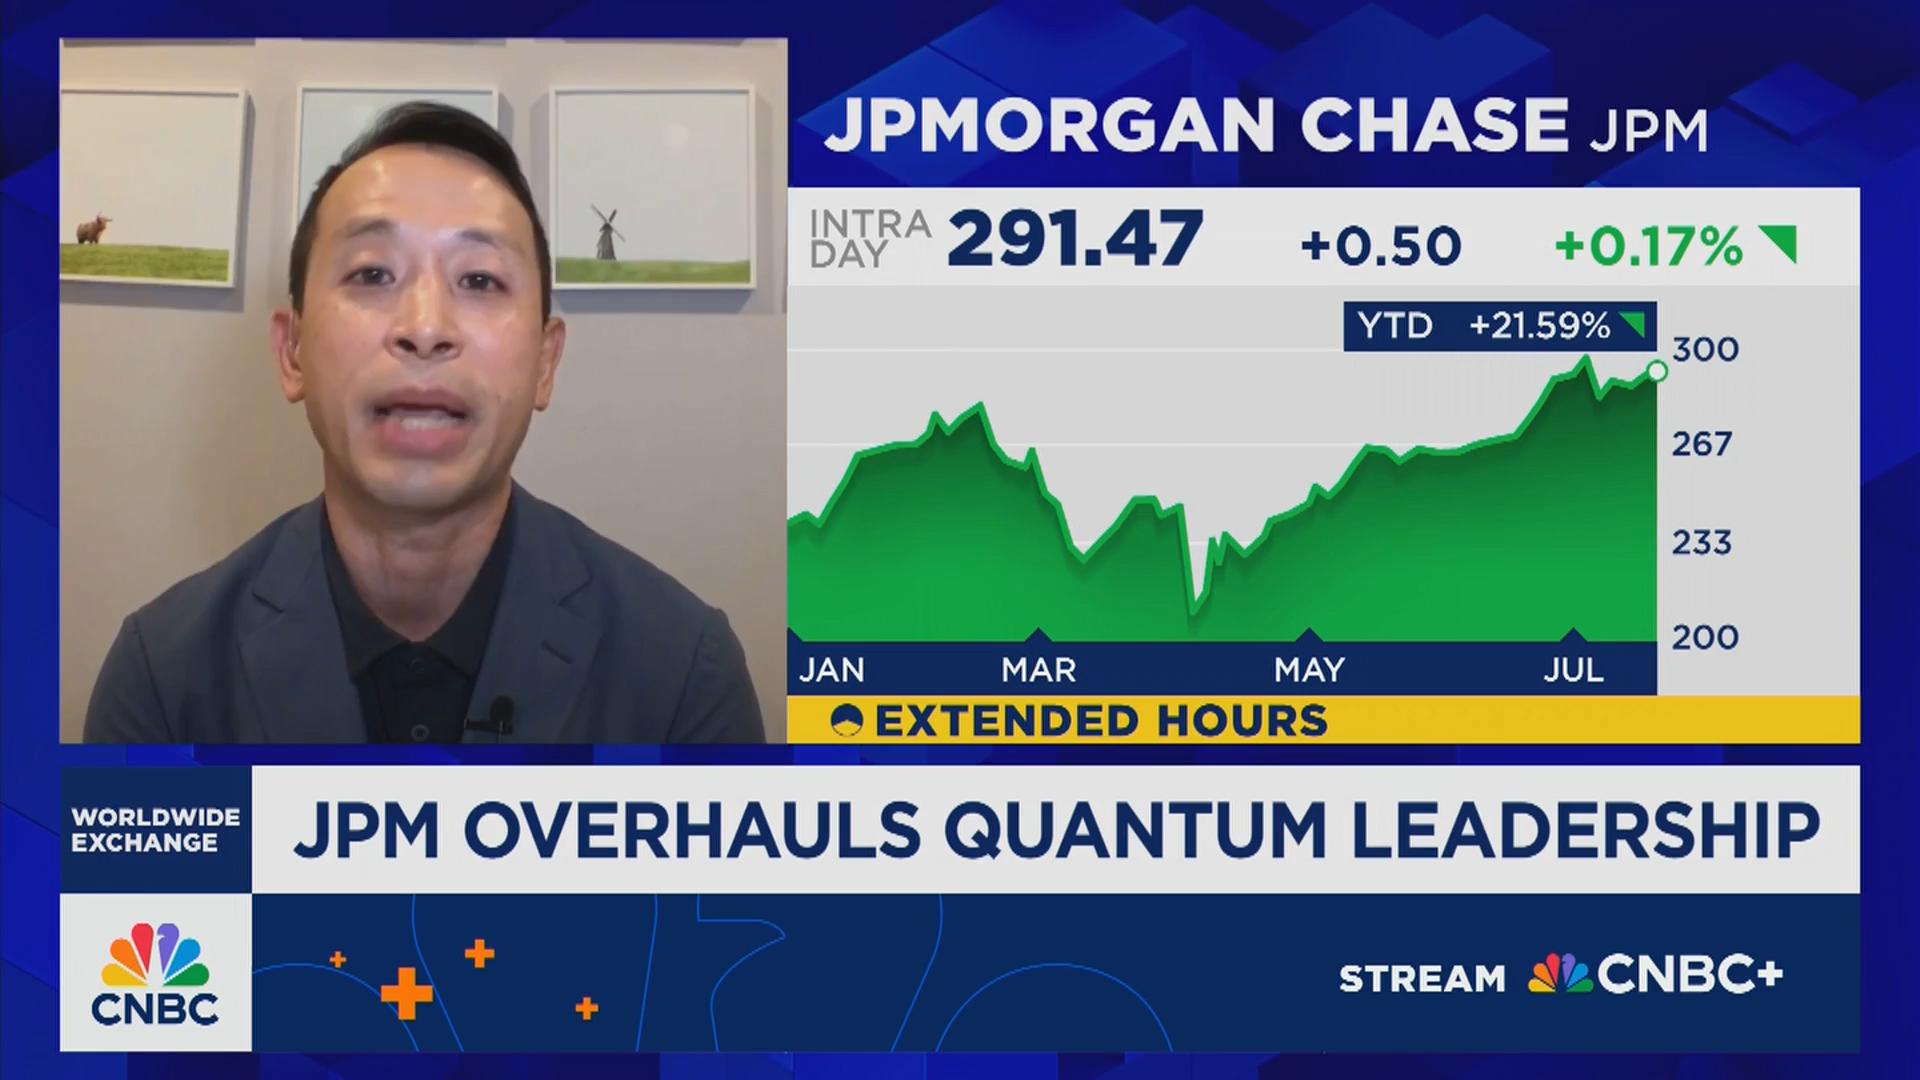 JPMORGAN CHASE JPM
INTRA
DAY
291.47 +0.50 +0.17%
YTD +21.59%
300
267
233
200
JAN MAR MAY JUL
EXTENDED HOURS
WORLDWIDE
EXCHANGE
JPM OVERHAULS QUANTUM LEADERSHIP
CNBC
STREAM CNBC+